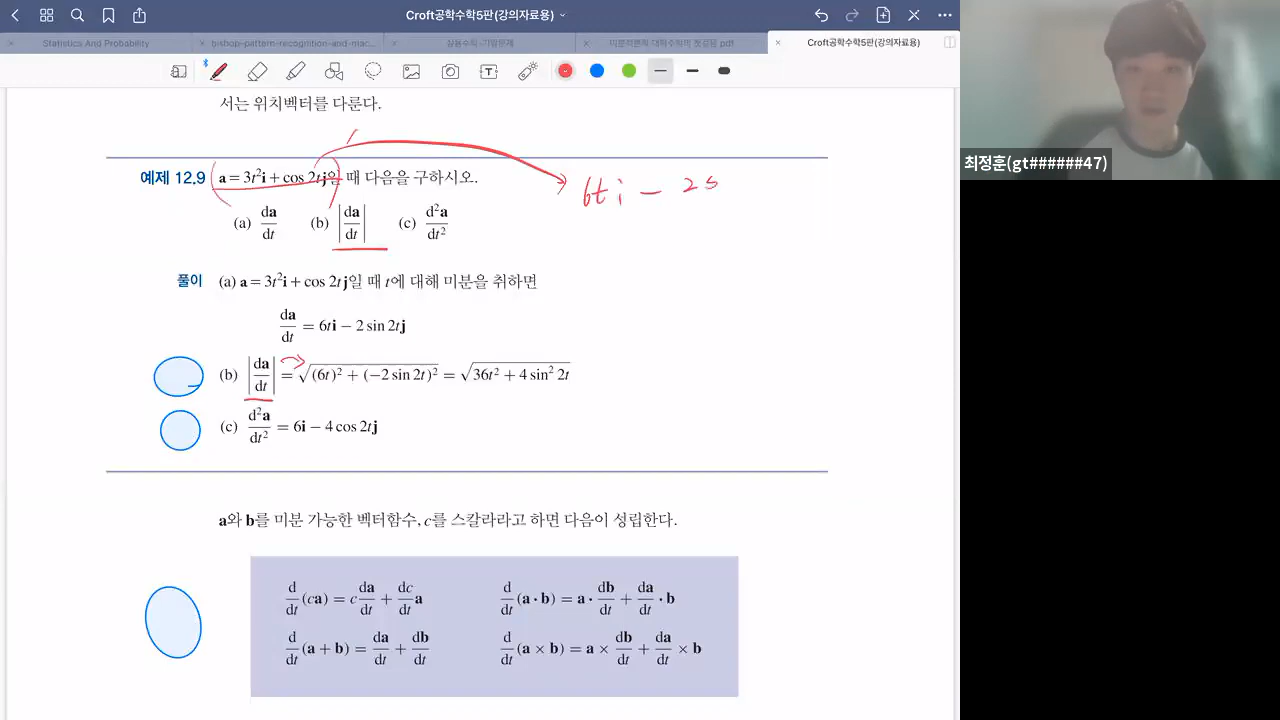 Croft공학수학5판(강의자료용)
Statistics And Probability
bishop-pattern-recognition-and-mac...
Croft공학수학5판(강의자료용)
최정훈(gt######47)
서는 위치벡터를 다룬다.
예제 12.9 a = 3t²i + cos 2tj일 때 다음을 구하시오.
6t i − 2s
(a) da/dt (b) |da/dt| (c) d²a/dt²
풀이 (a) a = 3t²i + cos 2t j일 때 t에 대해 미분을 취하면
da/dt = 6ti − 2 sin 2tj
(b) |da/dt| = √((6t)² + (−2 sin 2t)²) = √(36t² + 4 sin² 2t)
(c) d²a/dt² = 6i − 4 cos 2tj
a와 b를 미분 가능한 벡터함수, c를 스칼라라고 하면 다음이 성립한다.
d/dt (ca) = c da/dt + dc/dt a d/dt (a · b) = a · db/dt + da/dt · b
d/dt (a + b) = da/dt + db/dt d/dt (a × b) = a × db/dt + da/dt × b